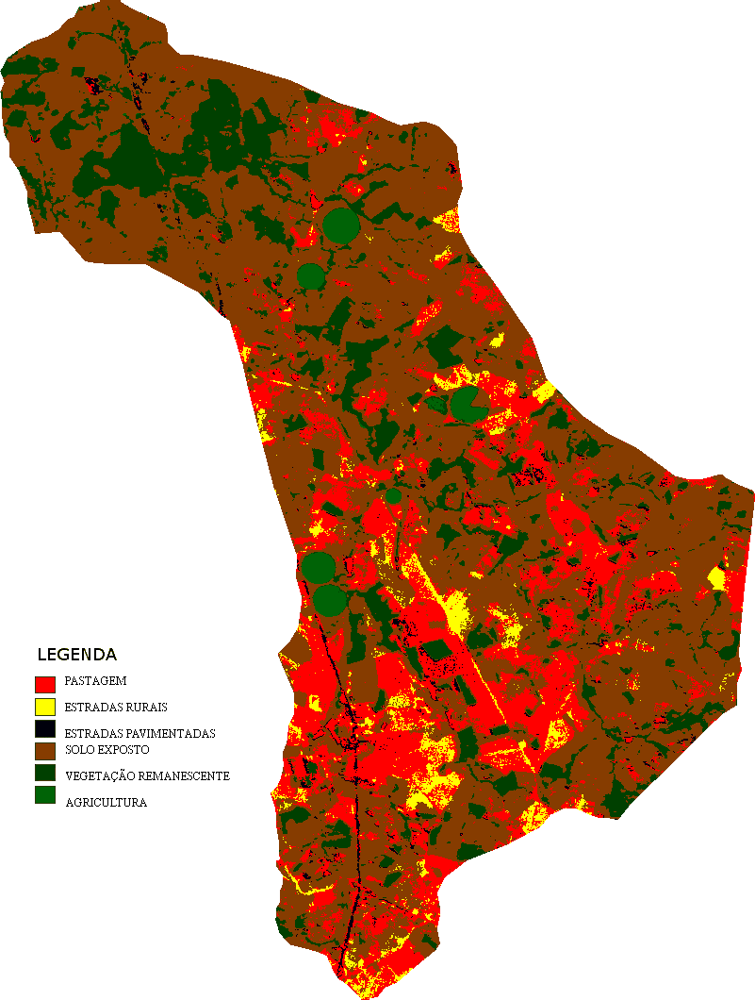 LEGENDA
PASTAGEM
ESTRADAS RURAIS
ESTRADAS PAVIMENTADAS
SOLO EXPOSTO
VEGETAÇÃO REMANESCENTE
AGRICULTURA